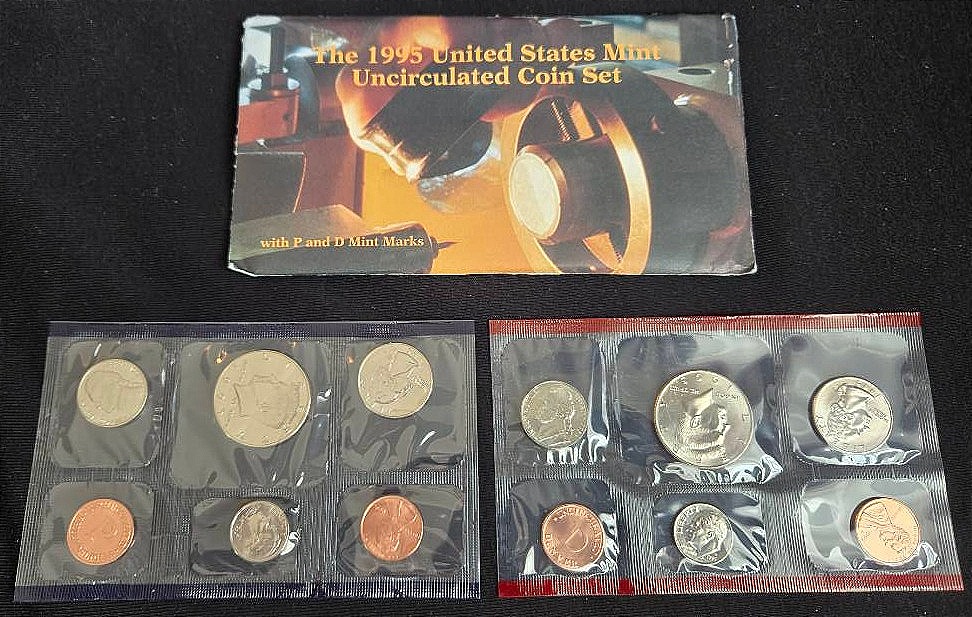 The 1995 United States Mint
Uncirculated Coin Set
with P and D Mint Marks